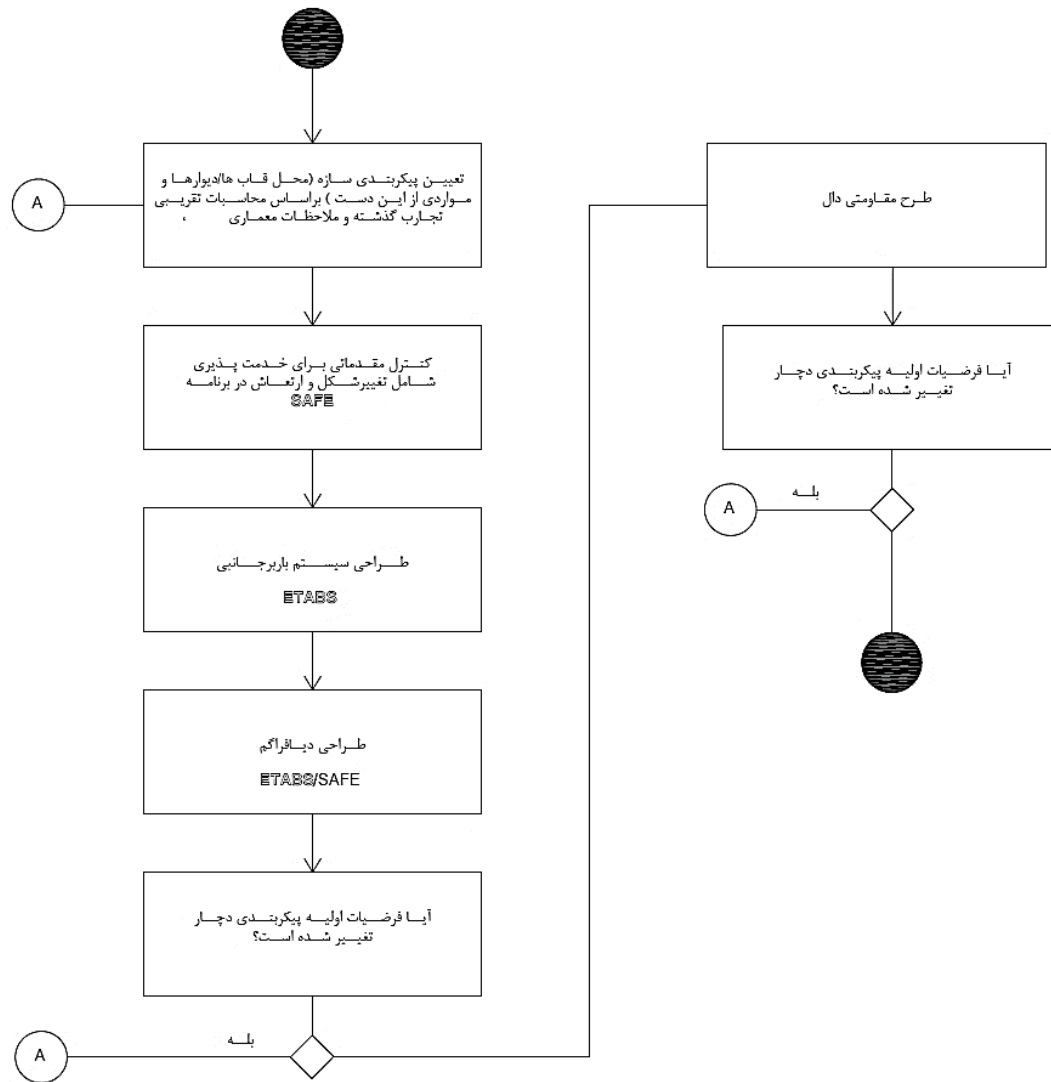 A
تعیین پیکربندی سازه (محل قاب ها/دیوارها و
مواردی از این دست ) براساس محاسبات تقریبی
تجارب گذشته و ملاحظات معماری ،
کنترل مقدماتی برای خدمت پذیری
شامل تغییرشکل و ارتعاش در برنامه
SAFE
طراحی سیستم باربرجانبی
ETABS
طراحی دیافراگم
ETABS/SAFE
آیا فرضیات اولیه پیکربندی دچار
تغییر شده است؟
بله
A
طرح مقاومتی دال
آیا فرضیات اولیه پیکربندی دچار
تغییر شده است؟
بله
A